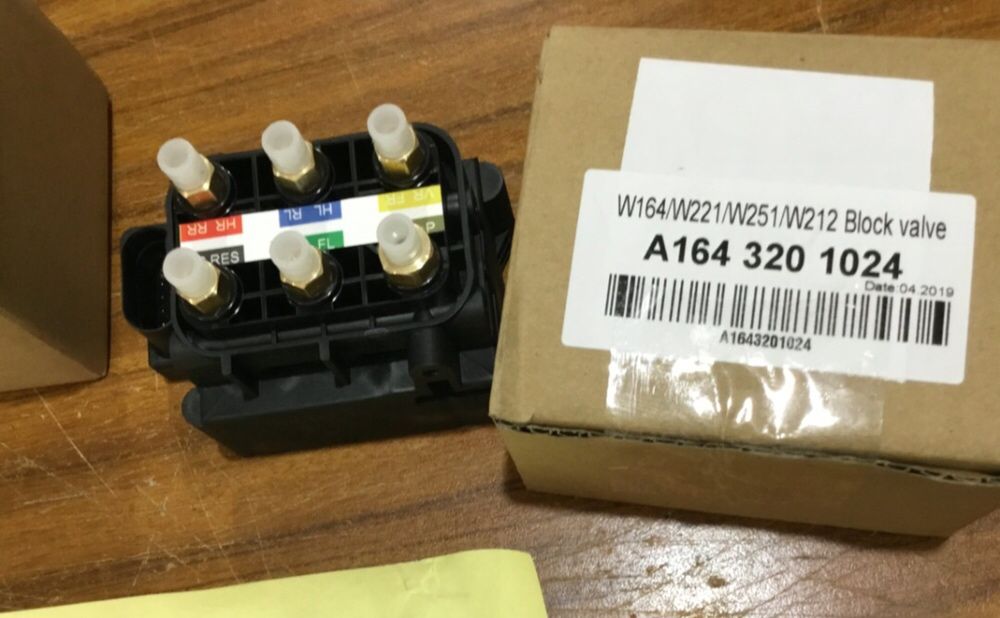 HR RR
HL RL
VR FR
RES
FL
P
W164/W221/W251/W212 Block valve
A164 320 1024
Date:04.2019
A1643201024